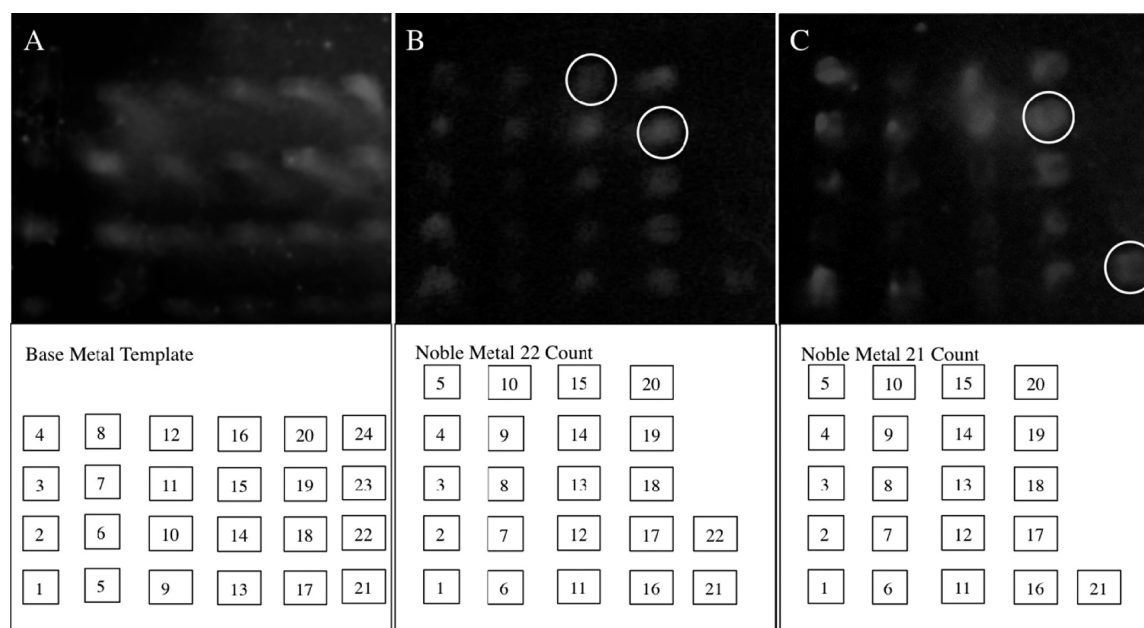 A
B
C
Base Metal Template
4 8 12 16 20 24
3 7 11 15 19 23
2 6 10 14 18 22
1 5 9 13 17 21
Noble Metal 22 Count
5 10 15 20
4 9 14 19
3 8 13 18
2 7 12 17 22
1 6 11 16 21
Noble Metal 21 Count
5 10 15 20
4 9 14 19
3 8 13 18
2 7 12 17
1 6 11 16 21